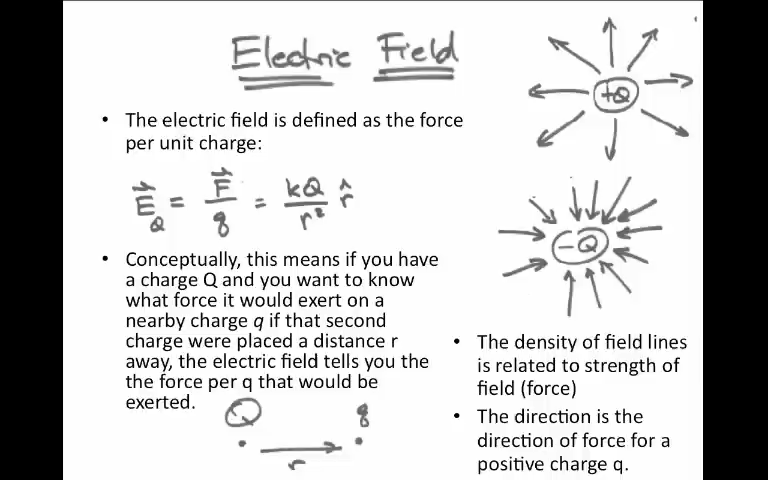 Electric Field
• The electric field is defined as the force
per unit charge:
E⃗_Q = F⃗/q = kQ/r² r̂
• Conceptually, this means if you have
a charge Q and you want to know
what force it would exert on a
nearby charge q if that second
charge were placed a distance r
away, the electric field tells you the
the force per q that would be
exerted.
Q q
r
+Q
−Q
• The density of field lines
is related to strength of
field (force)
• The direction is the
direction of force for a
positive charge q.